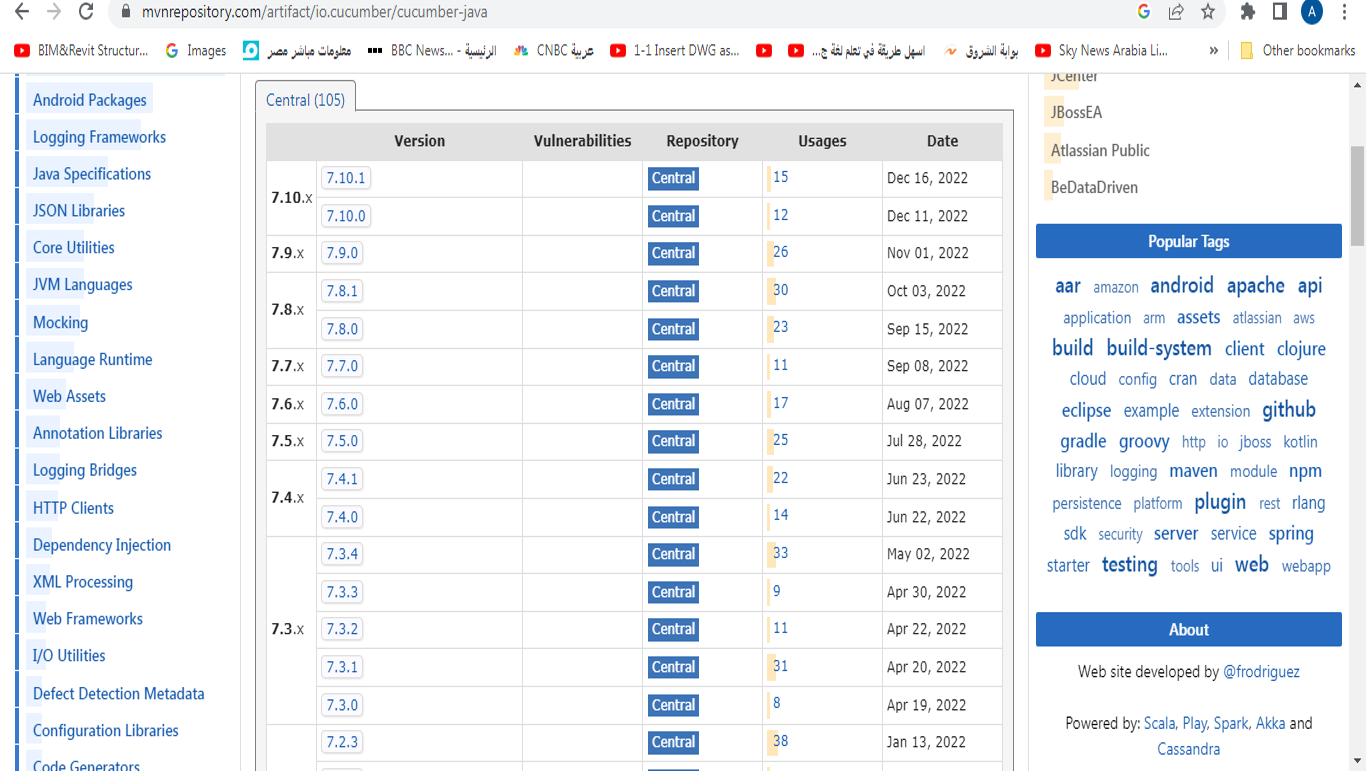 mvnrepository.com/artifact/io.cucumber/cucumber-java
A
BIM&Revit Structur...
Images
معلومات مباشر مصر
BBC News... - الرئيسية
CNBC عربية
1-1 Insert DWG as...
اسهل طريقة في تعلم لغة ج...
بوابة الشروق
Sky News Arabia Li...
»
Other bookmarks
Android Packages
Logging Frameworks
Java Specifications
JSON Libraries
Core Utilities
JVM Languages
Mocking
Language Runtime
Web Assets
Annotation Libraries
Logging Bridges
HTTP Clients
Dependency Injection
XML Processing
Web Frameworks
I/O Utilities
Defect Detection Metadata
Configuration Libraries
Code Generators
Central (105)
Version Vulnerabilities Repository Usages Date
7.10.x
7.10.1 Central 15 Dec 16, 2022
7.10.0 Central 12 Dec 11, 2022
7.9.x 7.9.0 Central 26 Nov 01, 2022
7.8.x
7.8.1 Central 30 Oct 03, 2022
7.8.0 Central 23 Sep 15, 2022
7.7.x 7.7.0 Central 11 Sep 08, 2022
7.6.x 7.6.0 Central 17 Aug 07, 2022
7.5.x 7.5.0 Central 25 Jul 28, 2022
7.4.x
7.4.1 Central 22 Jun 23, 2022
7.4.0 Central 14 Jun 22, 2022
7.3.x
7.3.4 Central 33 May 02, 2022
7.3.3 Central 9 Apr 30, 2022
7.3.2 Central 11 Apr 22, 2022
7.3.1 Central 31 Apr 20, 2022
7.3.0 Central 8 Apr 19, 2022
7.2.3 Central 38 Jan 13, 2022
JCenter
JBossEA
Atlassian Public
BeDataDriven
Popular Tags
aar amazon android apache api
application arm assets atlassian aws
build build-system client clojure
cloud config cran data database
eclipse example extension github
gradle groovy http io jboss kotlin
library logging maven module npm
persistence platform plugin rest rlang
sdk security server service spring
starter testing tools ui web webapp
About
Web site developed by @frodriguez
Powered by: Scala, Play, Spark, Akka and
Cassandra